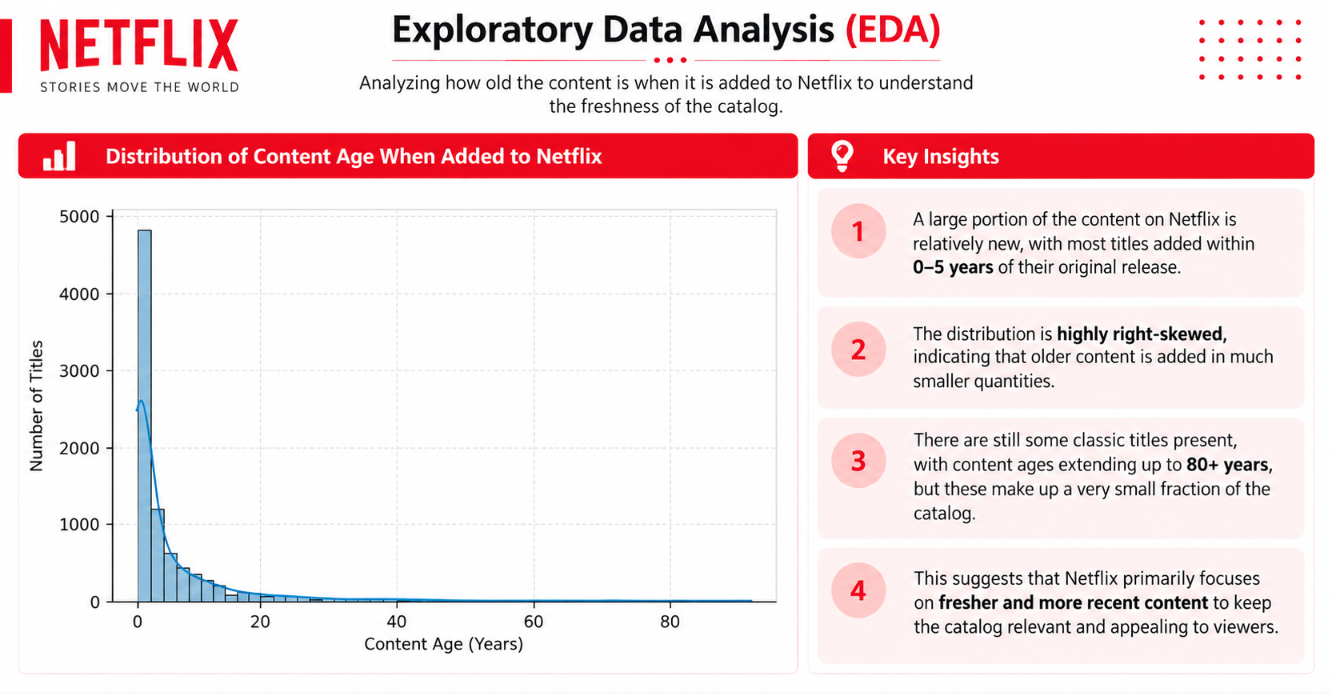 NETFLIX
STORIES MOVE THE WORLD
Exploratory Data Analysis (EDA)
Analyzing how old the content is when it is added to Netflix to understand
the freshness of the catalog.
Distribution of Content Age When Added to Netflix
Number of Titles
5000
4000
3000
2000
1000
0
0 20 40 60 80
Content Age (Years)
Key Insights
1
A large portion of the content on Netflix is
relatively new, with most titles added within
0–5 years of their original release.
2
The distribution is highly right-skewed,
indicating that older content is added in much
smaller quantities.
3
There are still some classic titles present,
with content ages extending up to 80+ years,
but these make up a very small fraction of the
catalog.
4
This suggests that Netflix primarily focuses
on fresher and more recent content to keep
the catalog relevant and appealing to viewers.